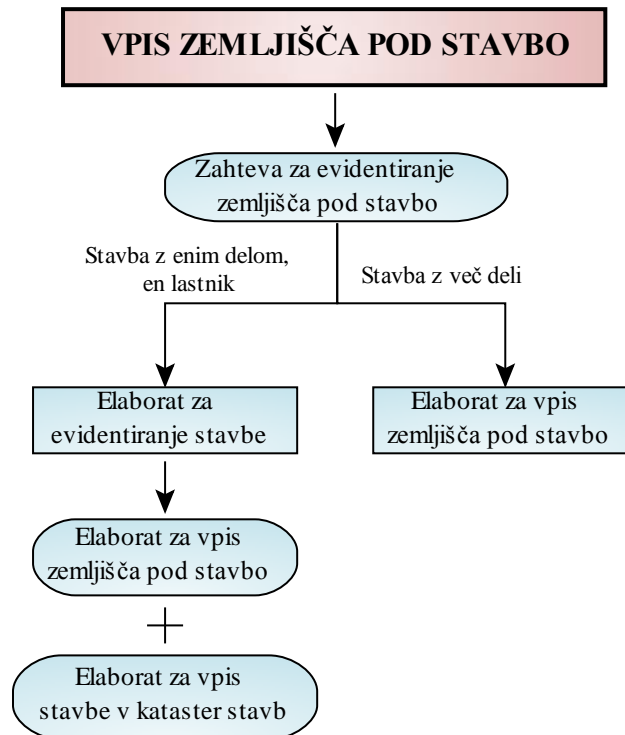 VPIS ZEMLJIŠČA POD STAVBO
Zahteva za evidentiranje
zemljišča pod stavbo
Stavba z enim delom,
en lastnik
Stavba z več deli
Elaborat za
evidentiranje stavbe
Elaborat za vpis
zemljišča pod stavbo
Elaborat za vpis
zemljišča pod stavbo
+
Elaborat za vpis
stavbe v kataster stavb